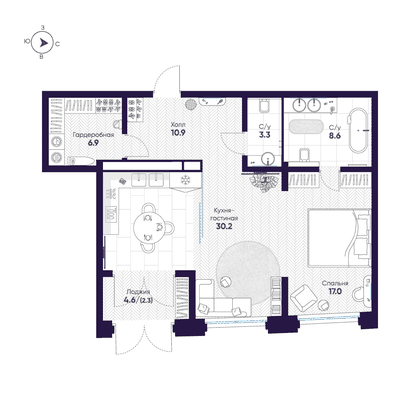 З
Ю С
В
Гардеробная
6.9
Холл
10.9
С/у
3.3
С/у
8.6
Кухня-
гостиная
30.2
Лоджия
4.6/(2.3)
Спальня
17.0